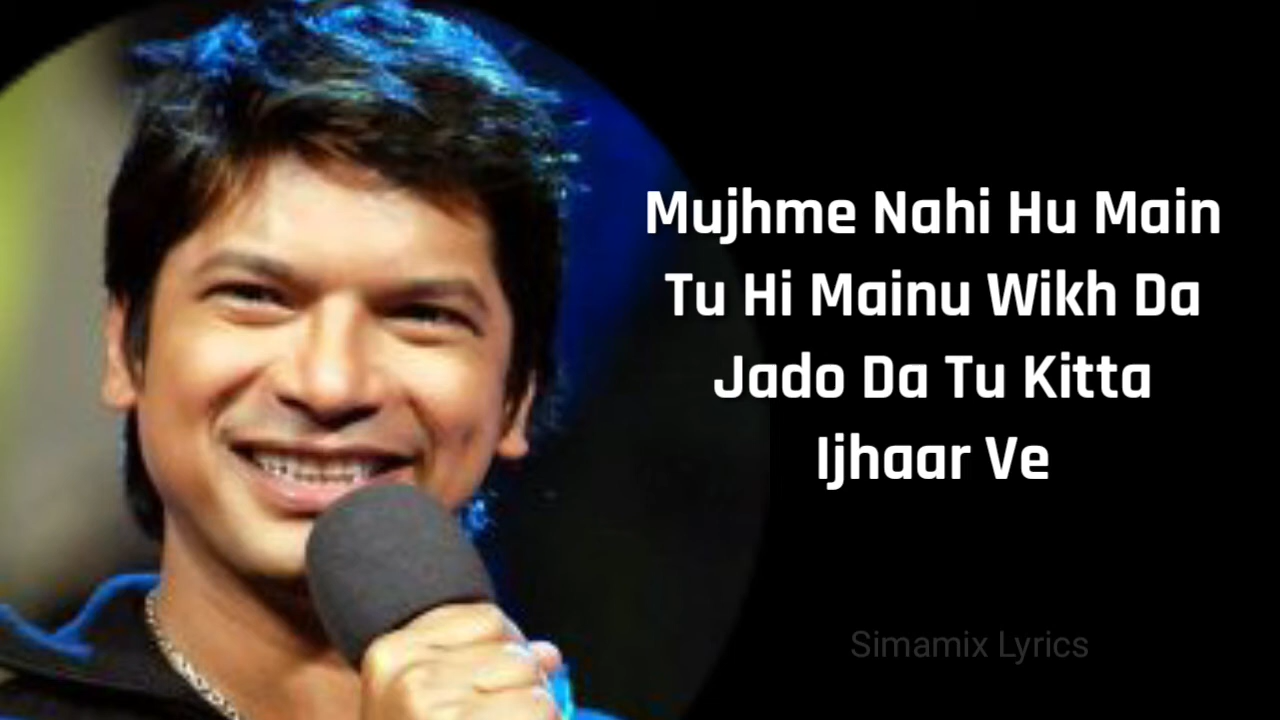 Mujhme Nahi Hu Main
Tu Hi Mainu Wikh Da
Jado Da Tu Kitta
Ijhaar Ve
Simamix Lyrics